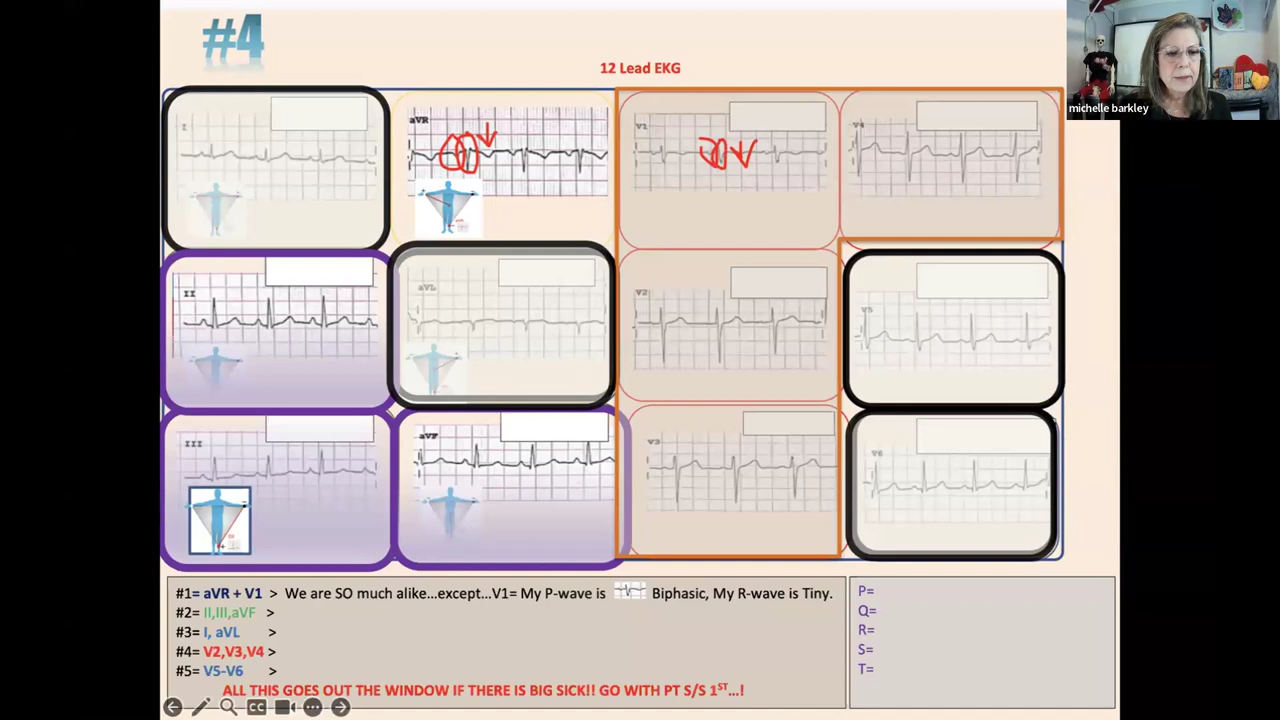 #4
12 Lead EKG
michelle barkley
I
aVR
V1
V4
II
aVL
V2
V5
III
aVF
V3
V6
#1= aVR + V1 > We are SO much alike...except...V1= My P-wave is Biphasic, My R-wave is Tiny.
#2= II,III,aVF >
#3= I, aVL >
#4= V2,V3,V4 >
#5= V5-V6 >
ALL THIS GOES OUT THE WINDOW IF THERE IS BIG SICK!! GO WITH PT S/S 1ST...!
P=
Q=
R=
S=
T=
CC